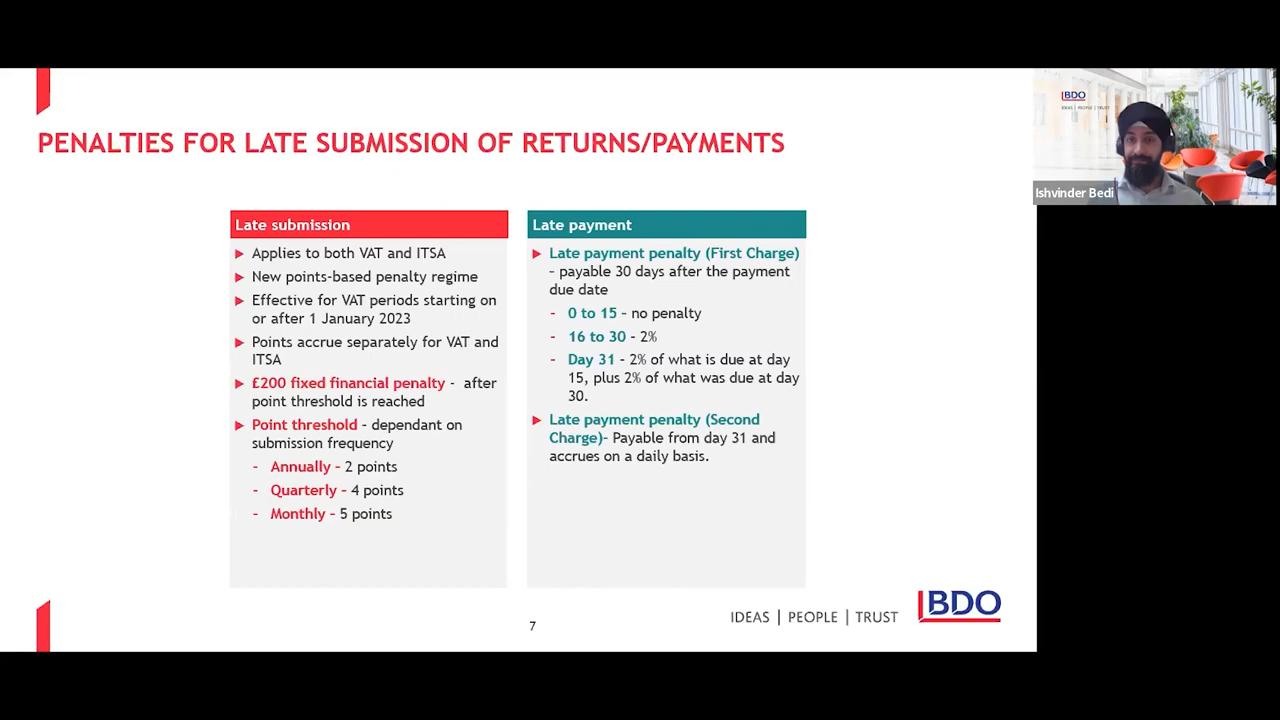 PENALTIES FOR LATE SUBMISSION OF RETURNS/PAYMENTS
Late submission
Applies to both VAT and ITSA
New points-based penalty regime
Effective for VAT periods starting on
or after 1 January 2023
Points accrue separately for VAT and
ITSA
£200 fixed financial penalty - after
point threshold is reached
Point threshold – dependant on
submission frequency
- Annually – 2 points
- Quarterly – 4 points
- Monthly – 5 points
Late payment
Late payment penalty (First Charge)
– payable 30 days after the payment
due date
- 0 to 15 – no penalty
- 16 to 30 – 2%
- Day 31 – 2% of what is due at day
15, plus 2% of what was due at day
30.
Late payment penalty (Second
Charge)– Payable from day 31 and
accrues on a daily basis.
7
IDEAS | PEOPLE | TRUST
BDO
BDO
IDEAS | PEOPLE | TRUST
Ishvinder Bedi